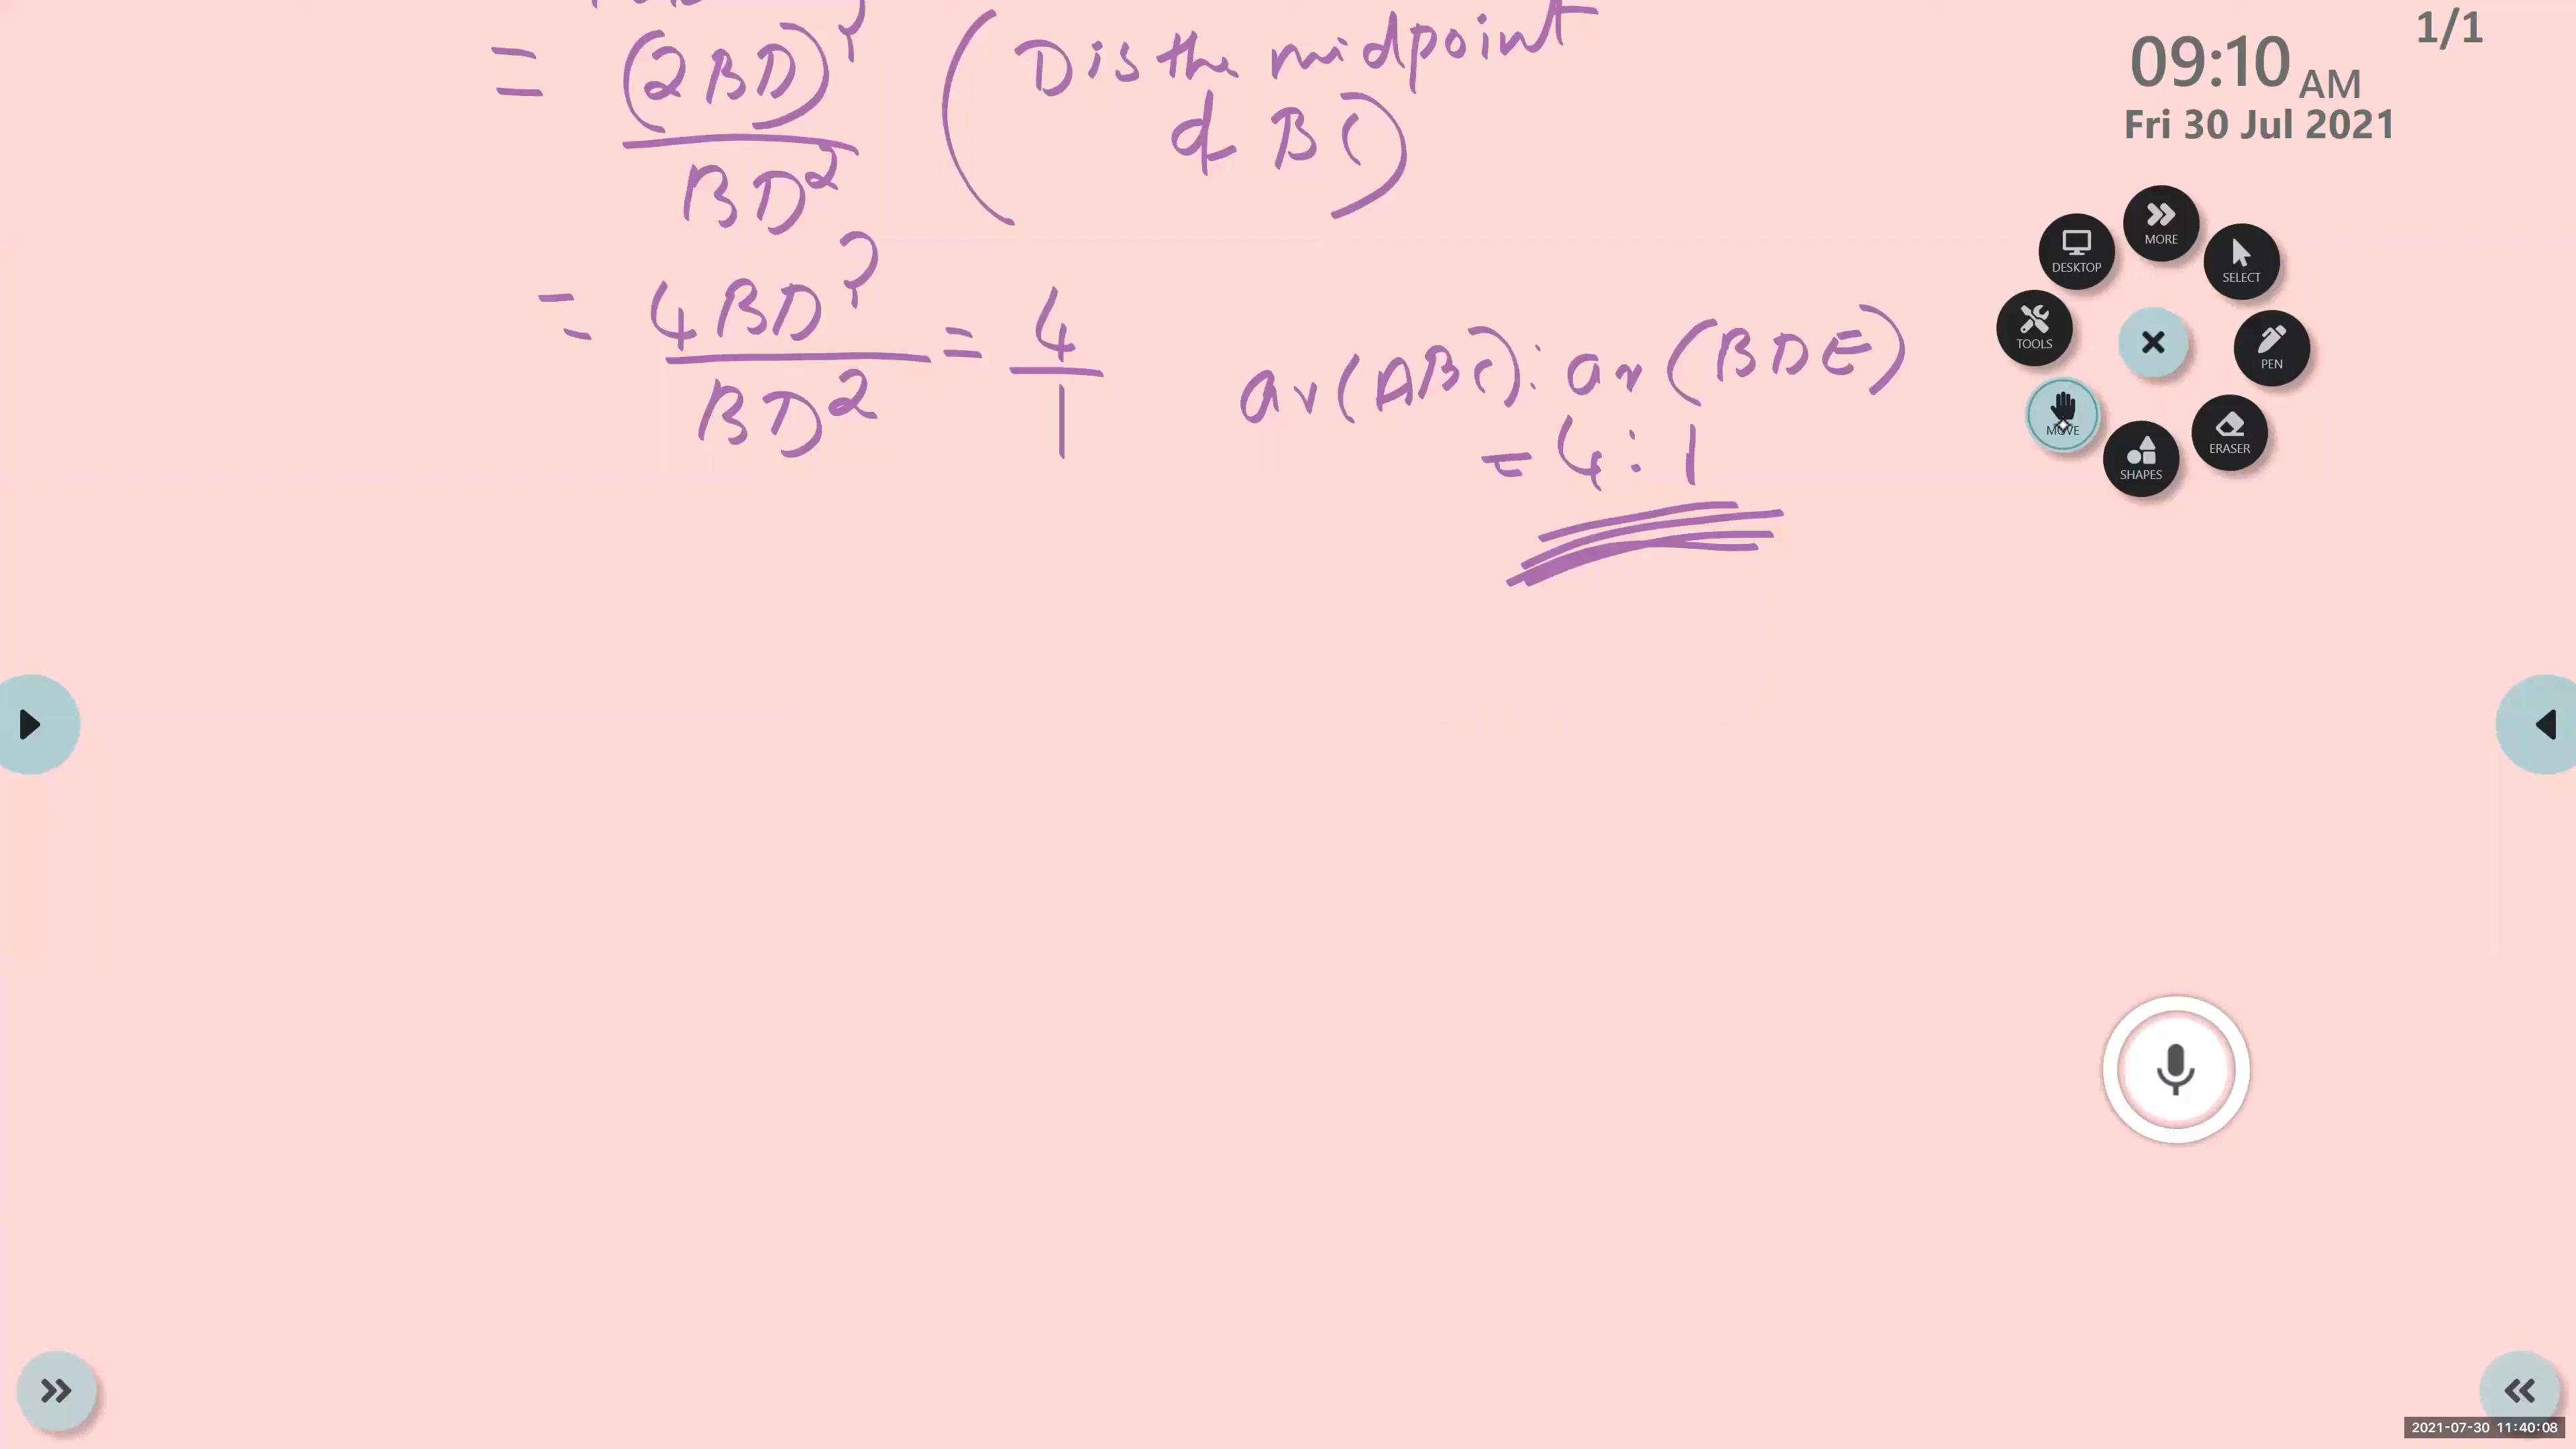 = (2BD)² / BD² ( D is the midpoint
of BC )
= 4BD² / BD² = 4 / 1 ar(ABC) : ar(BDE)
= 4 : 1
1/1
09:10 AM
Fri 30 Jul 2021
MORE
DESKTOP
SELECT
TOOLS
PEN
MOVE
ERASER
SHAPES
2021-07-30 11:40:08